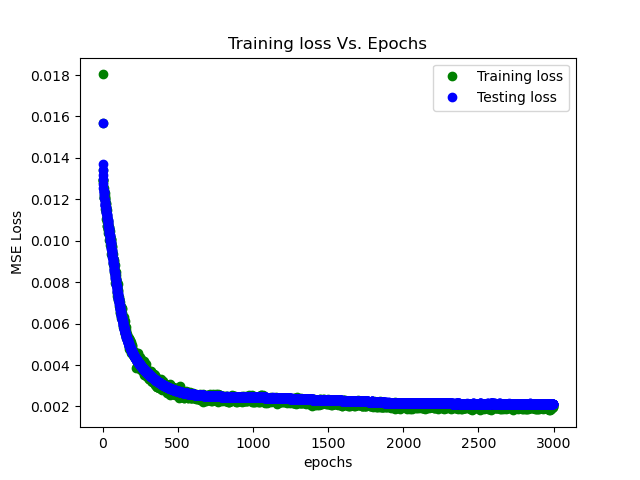 Training loss Vs. Epochs
Training loss
Testing loss
0.018
0.016
0.014
0.012
0.010
0.008
0.006
0.004
0.002
MSE Loss
0 500 1000 1500 2000 2500 3000
epochs